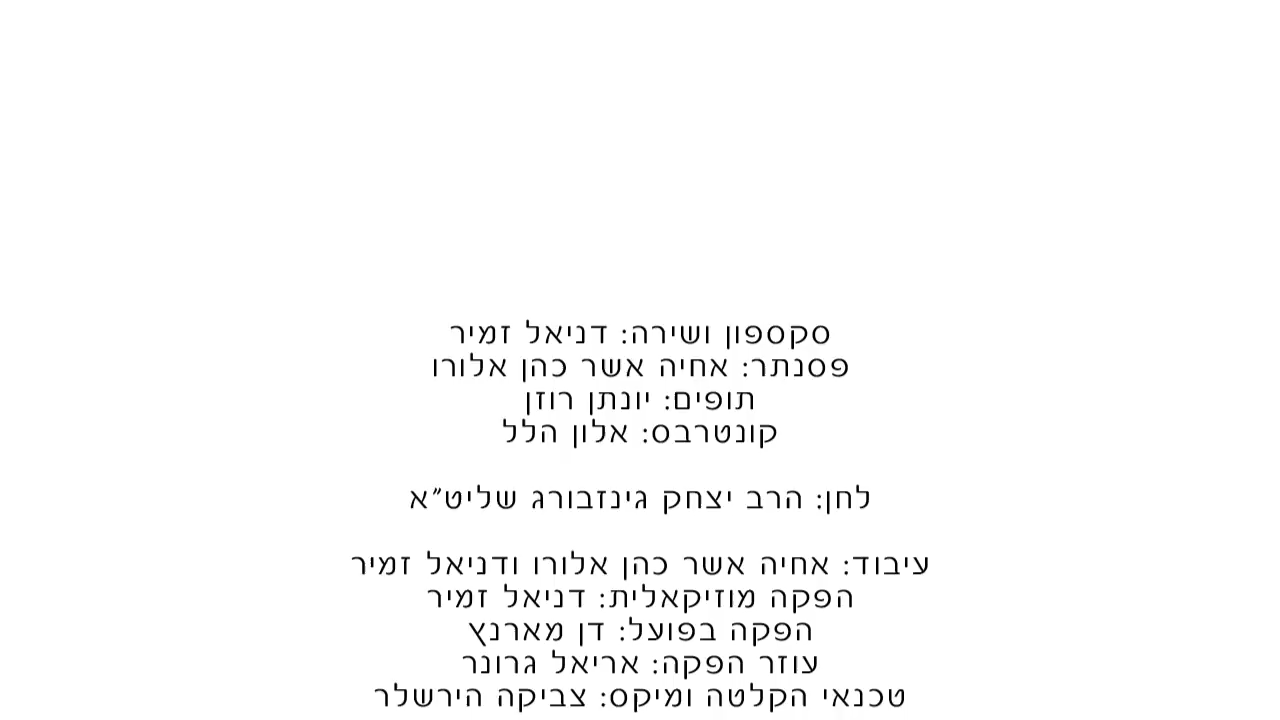 סקספון ושירה: דניאל זמיר
פסנתר: אחיה אשר כהן אלורו
תופים: יונתן רוזן
קונטרבס: אלון הלל
לחן: הרב יצחק גינזבורג שליט״א
עיבוד: אחיה אשר כהן אלורו ודניאל זמיר
הפקה מוזיקאלית: דניאל זמיר
הפקה בפועל: דן מארנץ
עוזר הפקה: אריאל גרונר
טכנאי הקלטה ומיקס: צביקה הירשלר